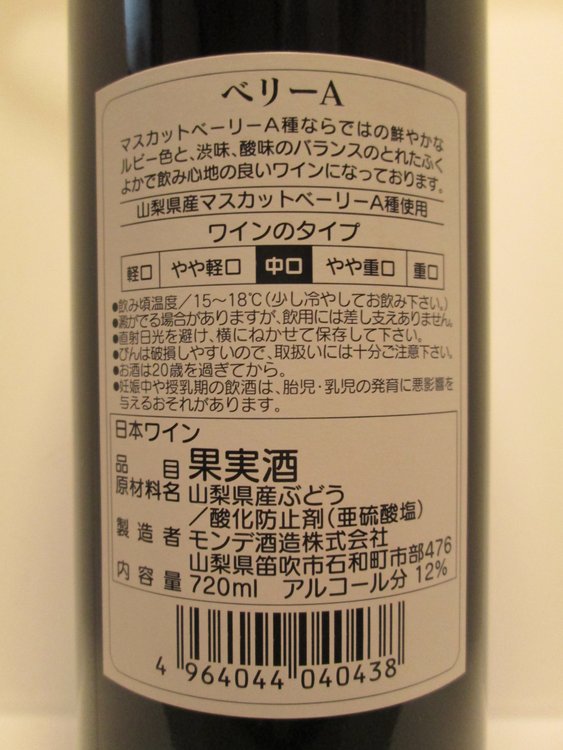 ベリーA
マスカットベーリーA種ならではの鮮やかな
ルビー色と、渋味、酸味のバランスのとれたふく
よかで飲み心地の良いワインになっております。
山梨県産マスカットベーリーA種使用
ワインのタイプ
軽口 やや軽口 中口 やや重口 重口
●飲み頃温度／15〜18℃(少し冷やしてお飲み下さい。)
●澱がでる場合がありますが、飲用には差し支えありません。
●直射日光を避け、横にねかせて保存して下さい。
●びんは破損しやすいので、取扱いには十分ご注意下さい。
●お酒は20歳を過ぎてから。
●妊娠中や授乳期の飲酒は、胎児・乳児の発育に悪影響を
与えるおそれがあります。
日本ワイン
品目 果実酒
原材料名 山梨県産ぶどう
／酸化防止剤(亜硫酸塩)
製造者 モンデ酒造株式会社
山梨県笛吹市石和町市部476
内容量 720ml アルコール分 12%
4 964044 040438